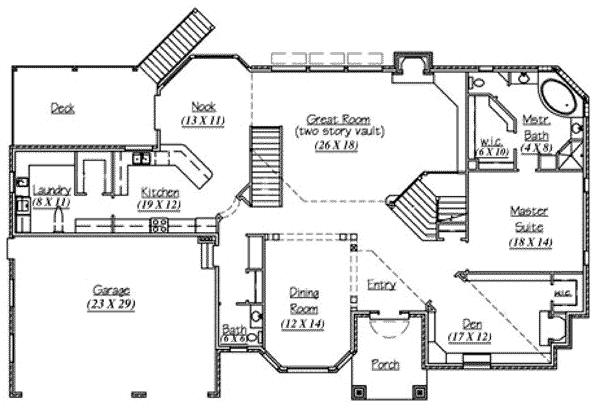 Deck
Nook
(13 X 11)
Great Room
(two story vault)
(26 X 18)
Mstr.
Bath
(4 X 8)
w.i.c.
(6 X 10)
Laundry
(8 X 11)
Kitchen
(19 X 12)
Master
Suite
(18 X 14)
Garage
(23 X 29)
Dining
Room
(12 X 14)
Entry
w.i.c.
Den
(17 X 12)
Bath
(6 X 6)
Porch